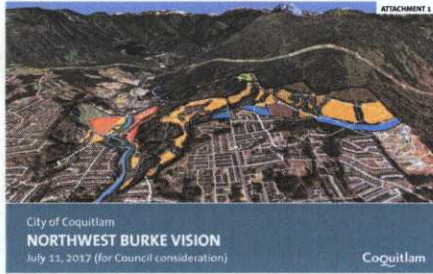 ATTACHMENT 1
City of Coquitlam
NORTHWEST BURKE VISION
July 11, 2017 (for Council consideration)
Coquitlam